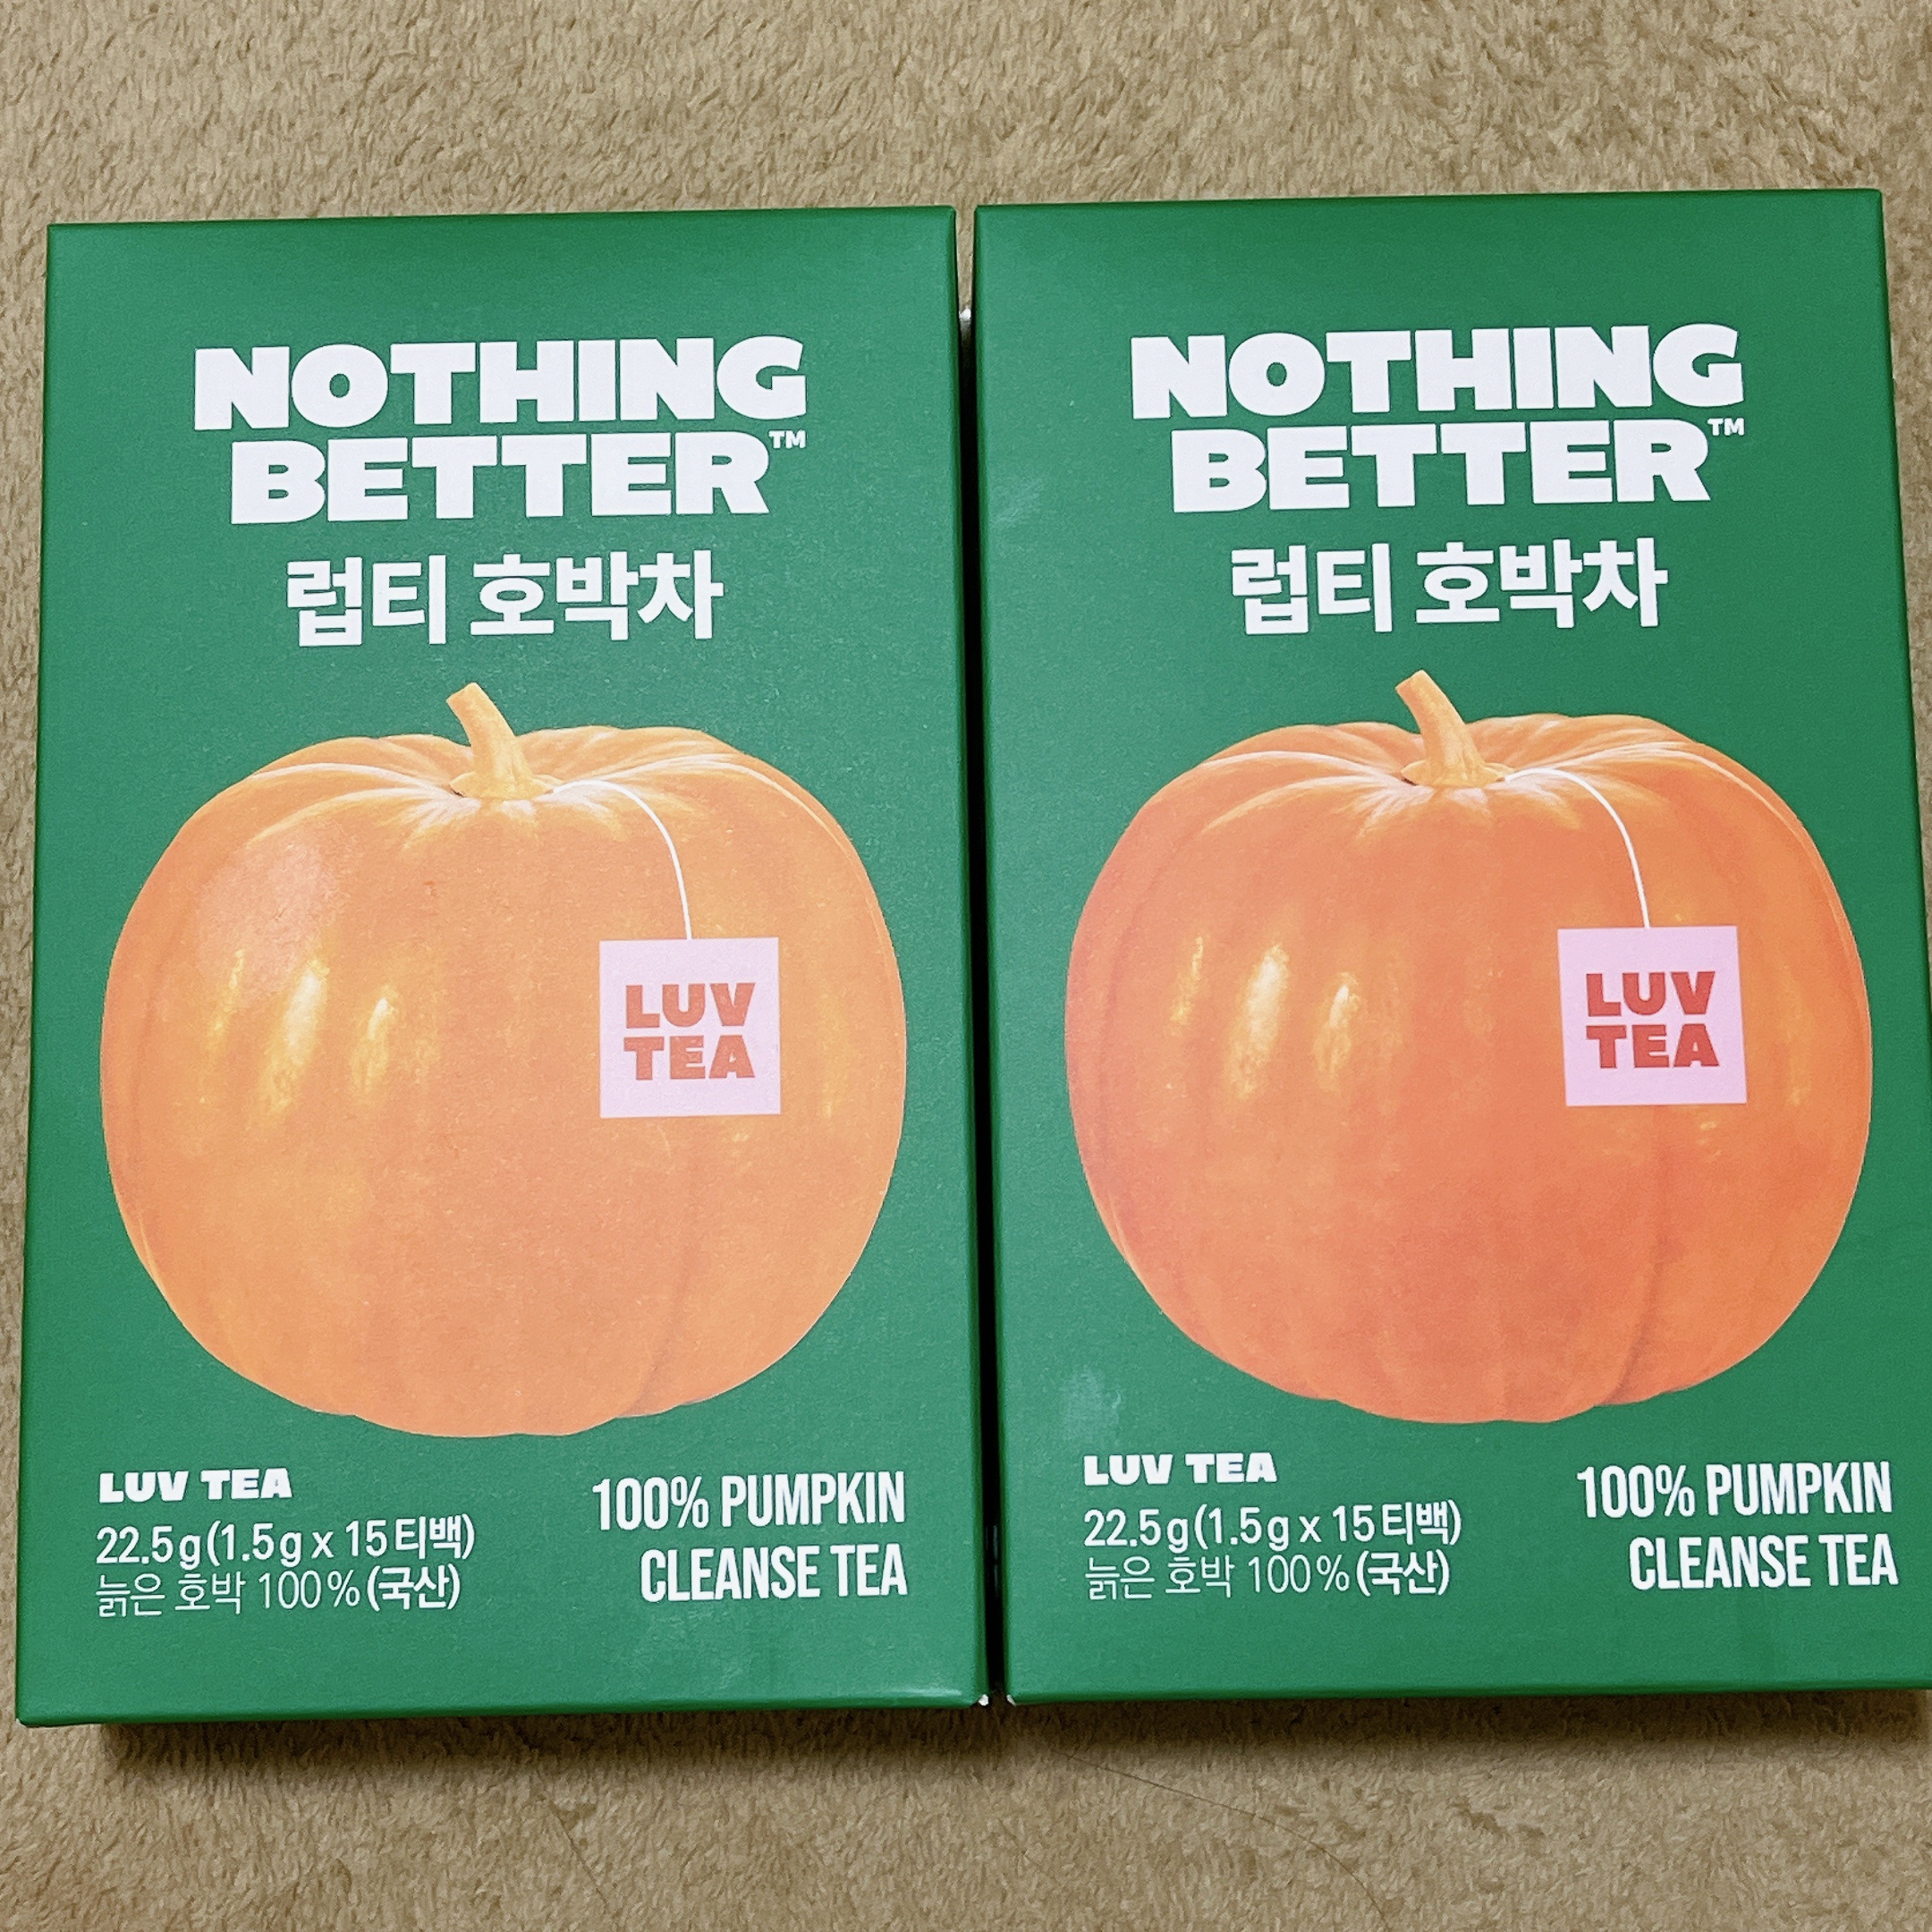 NOTHING
BETTER™
럽티 호박차
LUV
TEA
LUV TEA
22.5g(1.5g x 15티백)
늙은 호박 100%(국산)
100% PUMPKIN
CLEANSE TEA
NOTHING
BETTER™
럽티 호박차
LUV
TEA
LUV TEA
22.5g(1.5g x 15티백)
늙은 호박 100%(국산)
100% PUMPKIN
CLEANSE TEA